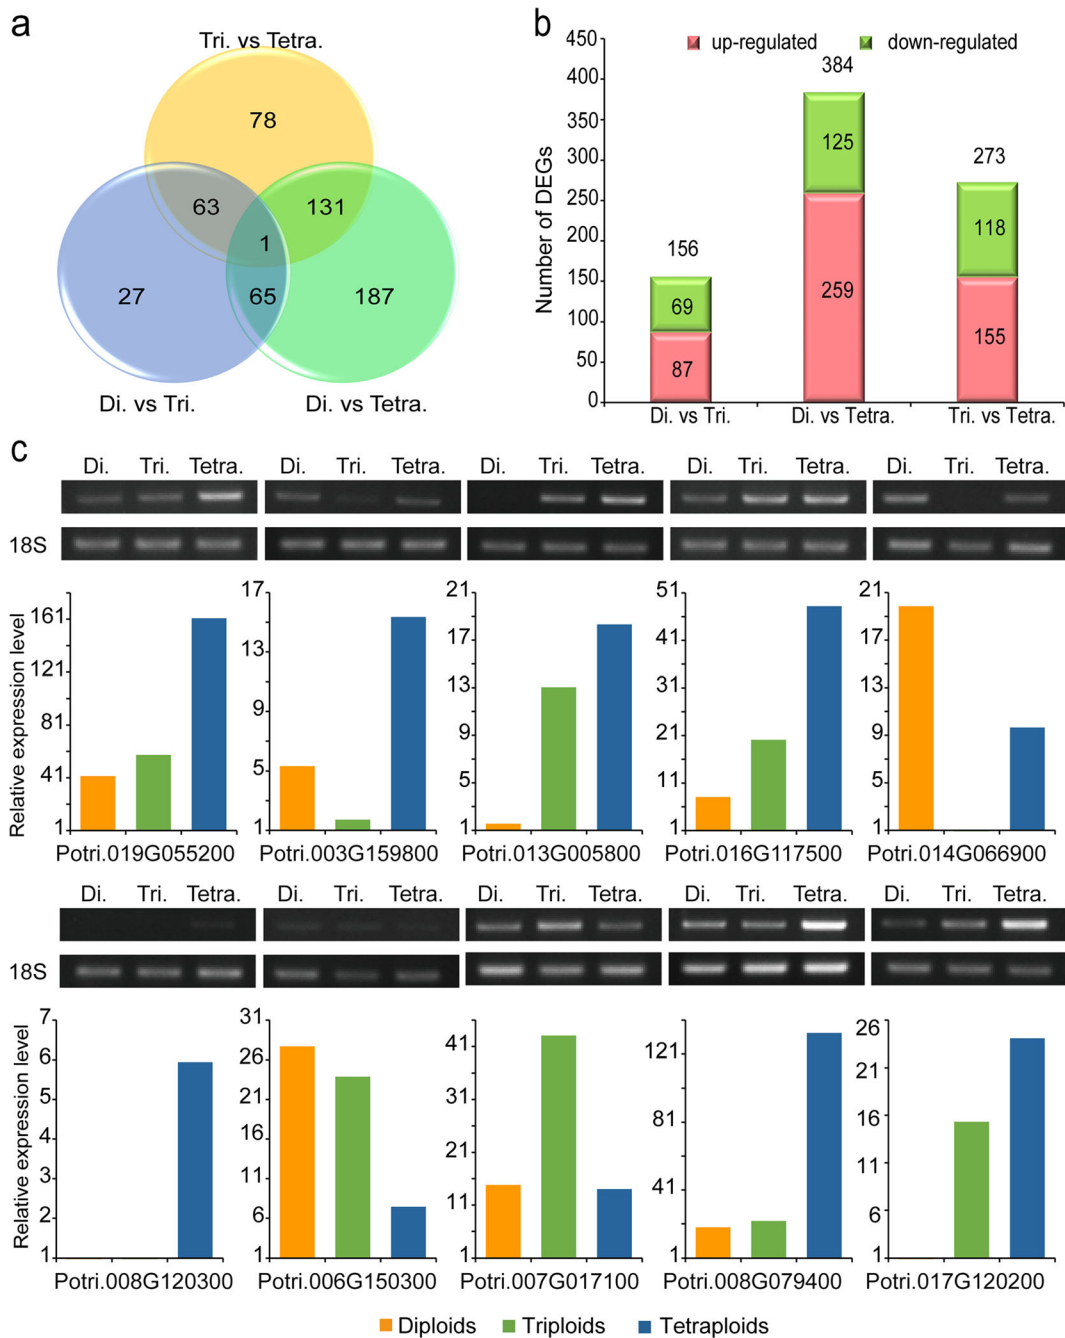 a
Tri. vs Tetra.
78
63
131
1
27
65
187
Di. vs Tri.
Di. vs Tetra.
b
up-regulated
down-regulated
Number of DEGs
450
400
350
300
250
200
150
100
50
0
156
69
87
384
125
259
273
118
155
Di. vs Tri.
Di. vs Tetra.
Tri. vs Tetra.
c
Di. Tri. Tetra.
Di. Tri. Tetra.
Di. Tri. Tetra.
Di. Tri. Tetra.
Di. Tri. Tetra.
18S
Relative expression level
161
121
81
41
1
Potri.019G055200
17
15
9
5
1
Potri.003G159800
21
17
13
9
5
1
Potri.013G005800
51
41
31
21
11
1
Potri.016G117500
21
17
13
9
5
1
Potri.014G066900
Di. Tri. Tetra.
Di. Tri. Tetra.
Di. Tri. Tetra.
Di. Tri. Tetra.
Di. Tri. Tetra.
18S
Relative expression level
7
6
5
4
3
2
1
Potri.008G120300
31
26
21
16
11
6
1
Potri.006G150300
41
31
21
11
1
Potri.007G017100
121
81
41
1
Potri.008G079400
26
21
16
11
6
1
Potri.017G120200
Diploids
Triploids
Tetraploids